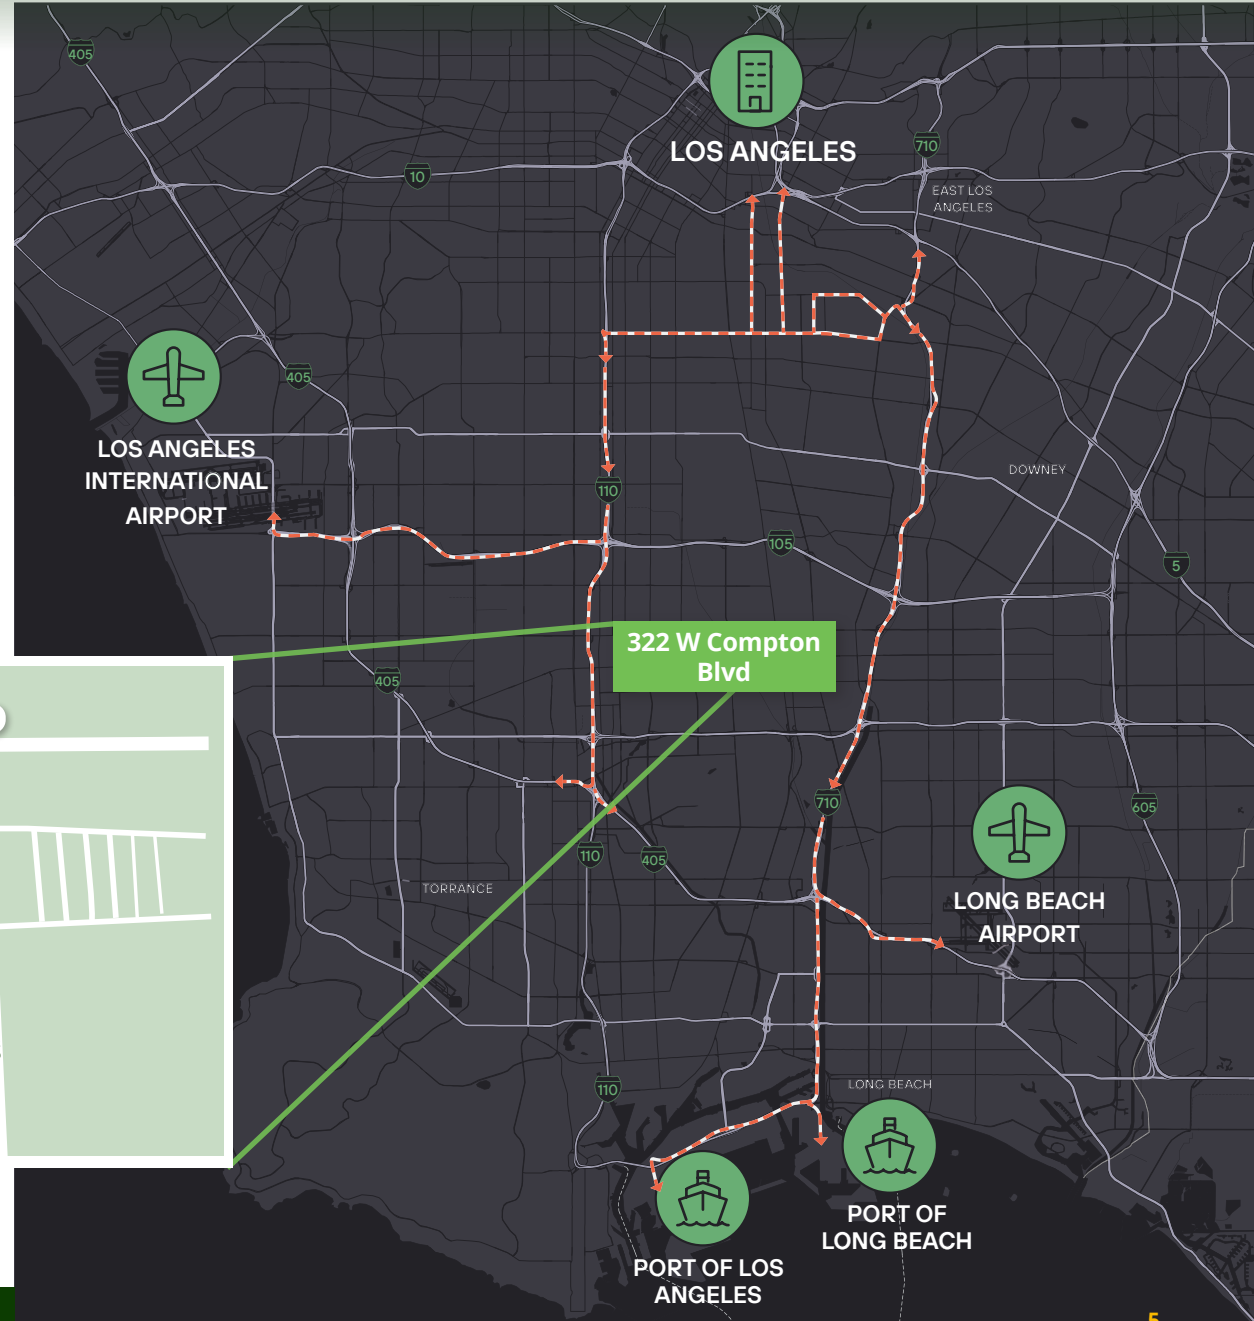 405
LOS ANGELES
710
10
EAST LOS
ANGELES
405
LOS ANGELES
INTERNATIONAL
AIRPORT
DOWNEY
110
105
5
322 W Compton
Blvd
405
710
605
110
405
TORRANCE
LONG BEACH
AIRPORT
110
LONG BEACH
PORT OF
LONG BEACH
PORT OF LOS
ANGELES
5